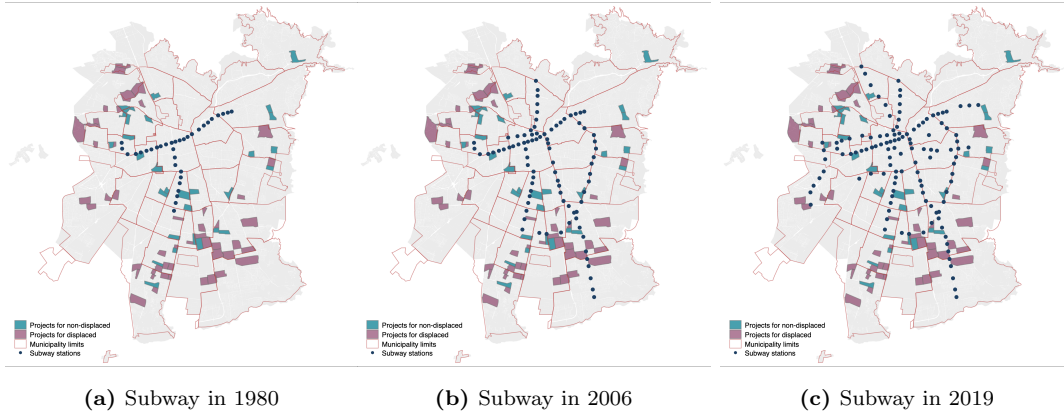 Projects for non-displaced
Projects for displaced
Municipality limits
Subway stations
Projects for non-displaced
Projects for displaced
Municipality limits
Subway stations
Projects for non-displaced
Projects for displaced
Municipality limits
Subway stations
(a) Subway in 1980
(b) Subway in 2006
(c) Subway in 2019